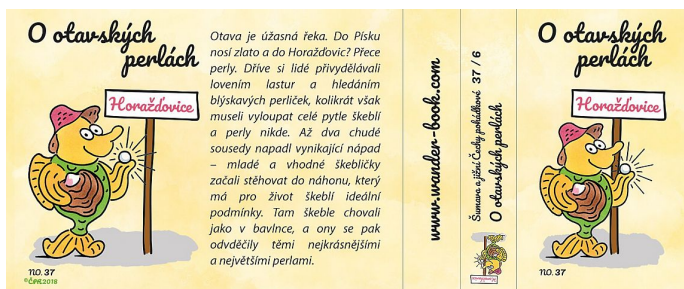 O otavských
perlách
Horažďovice
NO. 37
©ČPA 2018
Otava je úžasná řeka. Do Písku
nosí zlato a do Horažďovic? Přece
perly. Dříve si lidé přivydělávali
lovením lastur a hledáním
blýskavých perliček, kolikrát však
museli vyloupat celé pytle škeblí
a perly nikde. Až dva chudé
sousedy napadl vynikající nápad
– mladé a vhodné škebličky
začali stěhovat do náhonu, který
má pro život škeblí ideální
podmínky. Tam škeble chovali
jako v bavlnce, a ony se pak
odvděčily těmi nejkrásnějšími
a největšími perlami.
www.wander-book.com
Šumava a jižní Čechy pohádkové 37 / 6
O otavských perlách
O otavských
perlách
Horažďovice
NO. 37